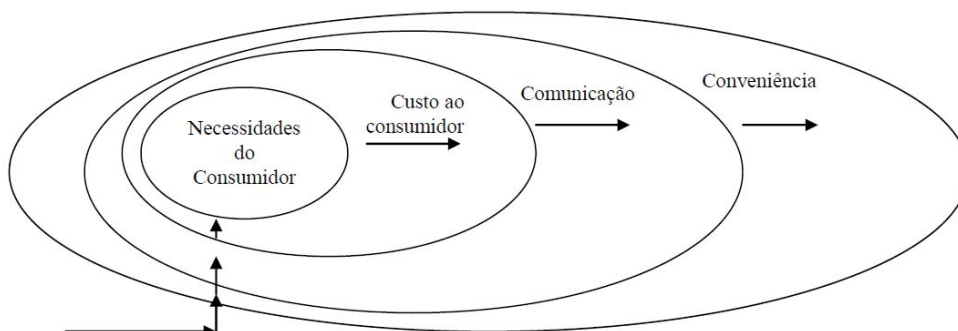 Necessidades
do
Consumidor
Custo ao
consumidor
Comunicação
Conveniência